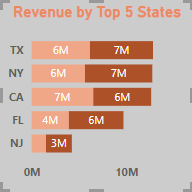 Revenue by Top 5 States
TX 6M 7M
NY 6M 7M
CA 7M 6M
FL 4M 6M
NJ 3M
0M 10M